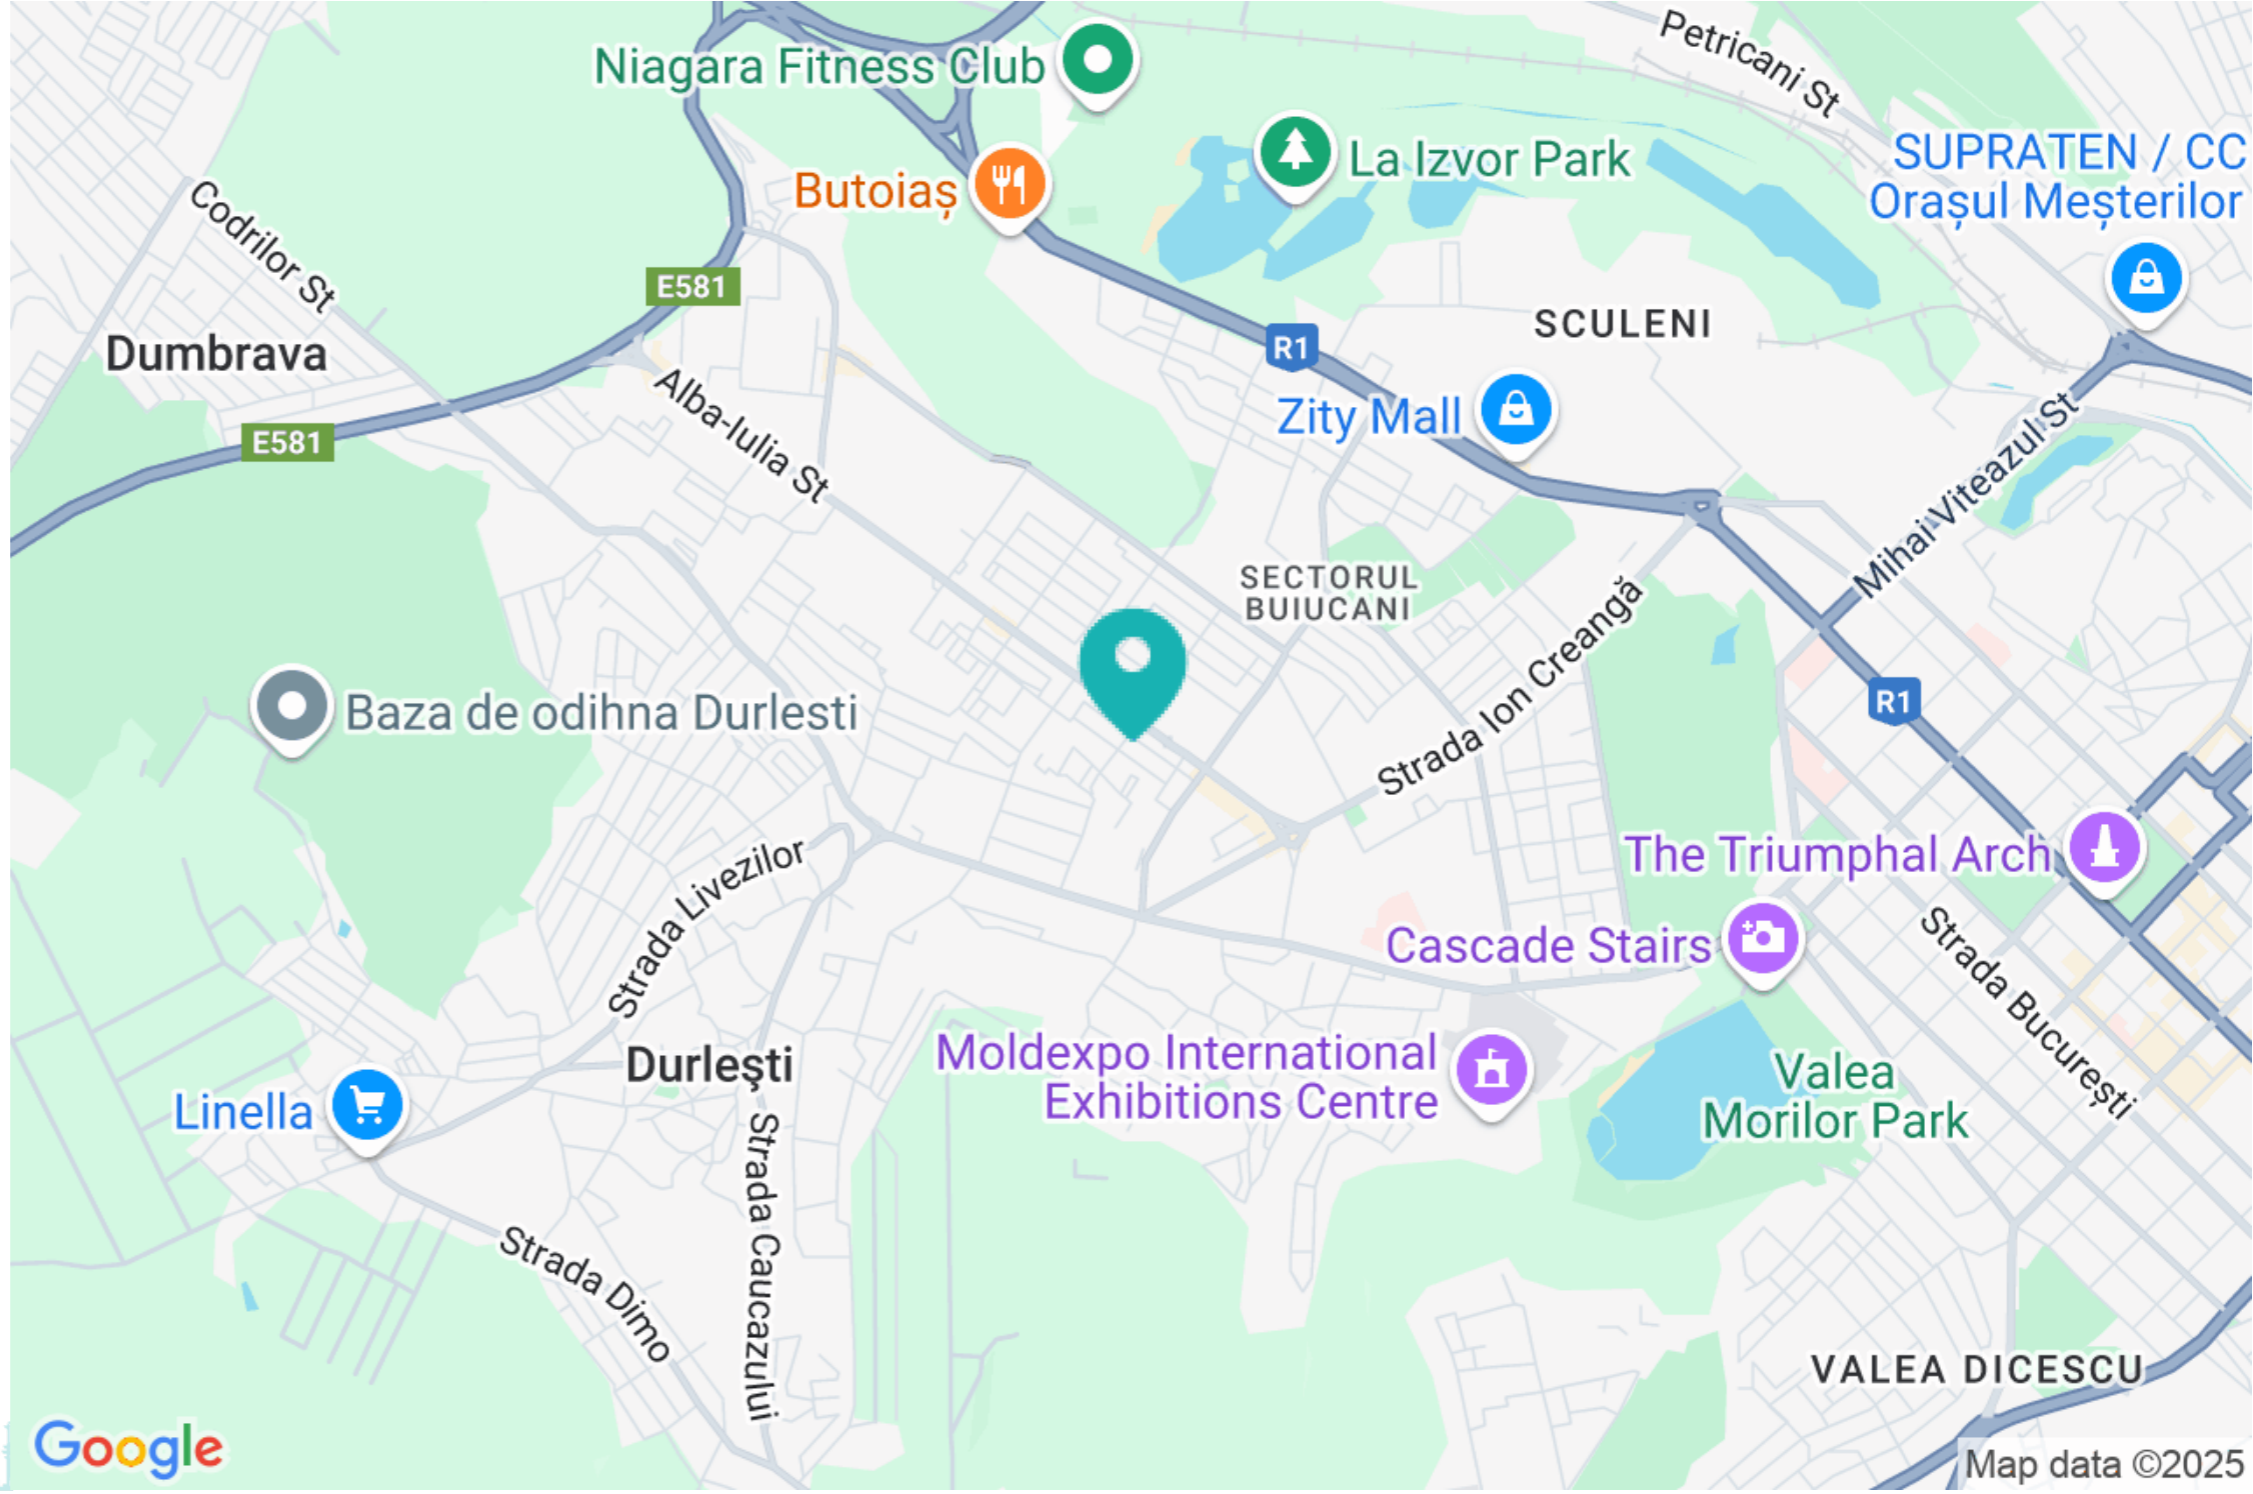 Petricani St
Niagara Fitness Club
La Izvor Park
SUPRATEN / CC
Orașul Meșterilor
Butoiaș
Codrilor St
E581
SCULENI
R1
Dumbrava
Alba-Iulia St
Zity Mall
E581
Mihai Viteazul St
SECTORUL
BUIUCANI
Strada Ion Creangă
Baza de odihna Durlesti
R1
The Triumphal Arch
Strada Livezilor
Cascade Stairs
Strada București
Durlești
Moldexpo International
Exhibitions Centre
Valea
Morilor Park
Linella
Strada Caucazului
Strada Dimo
VALEA DICESCU
Google
Map data ©2025